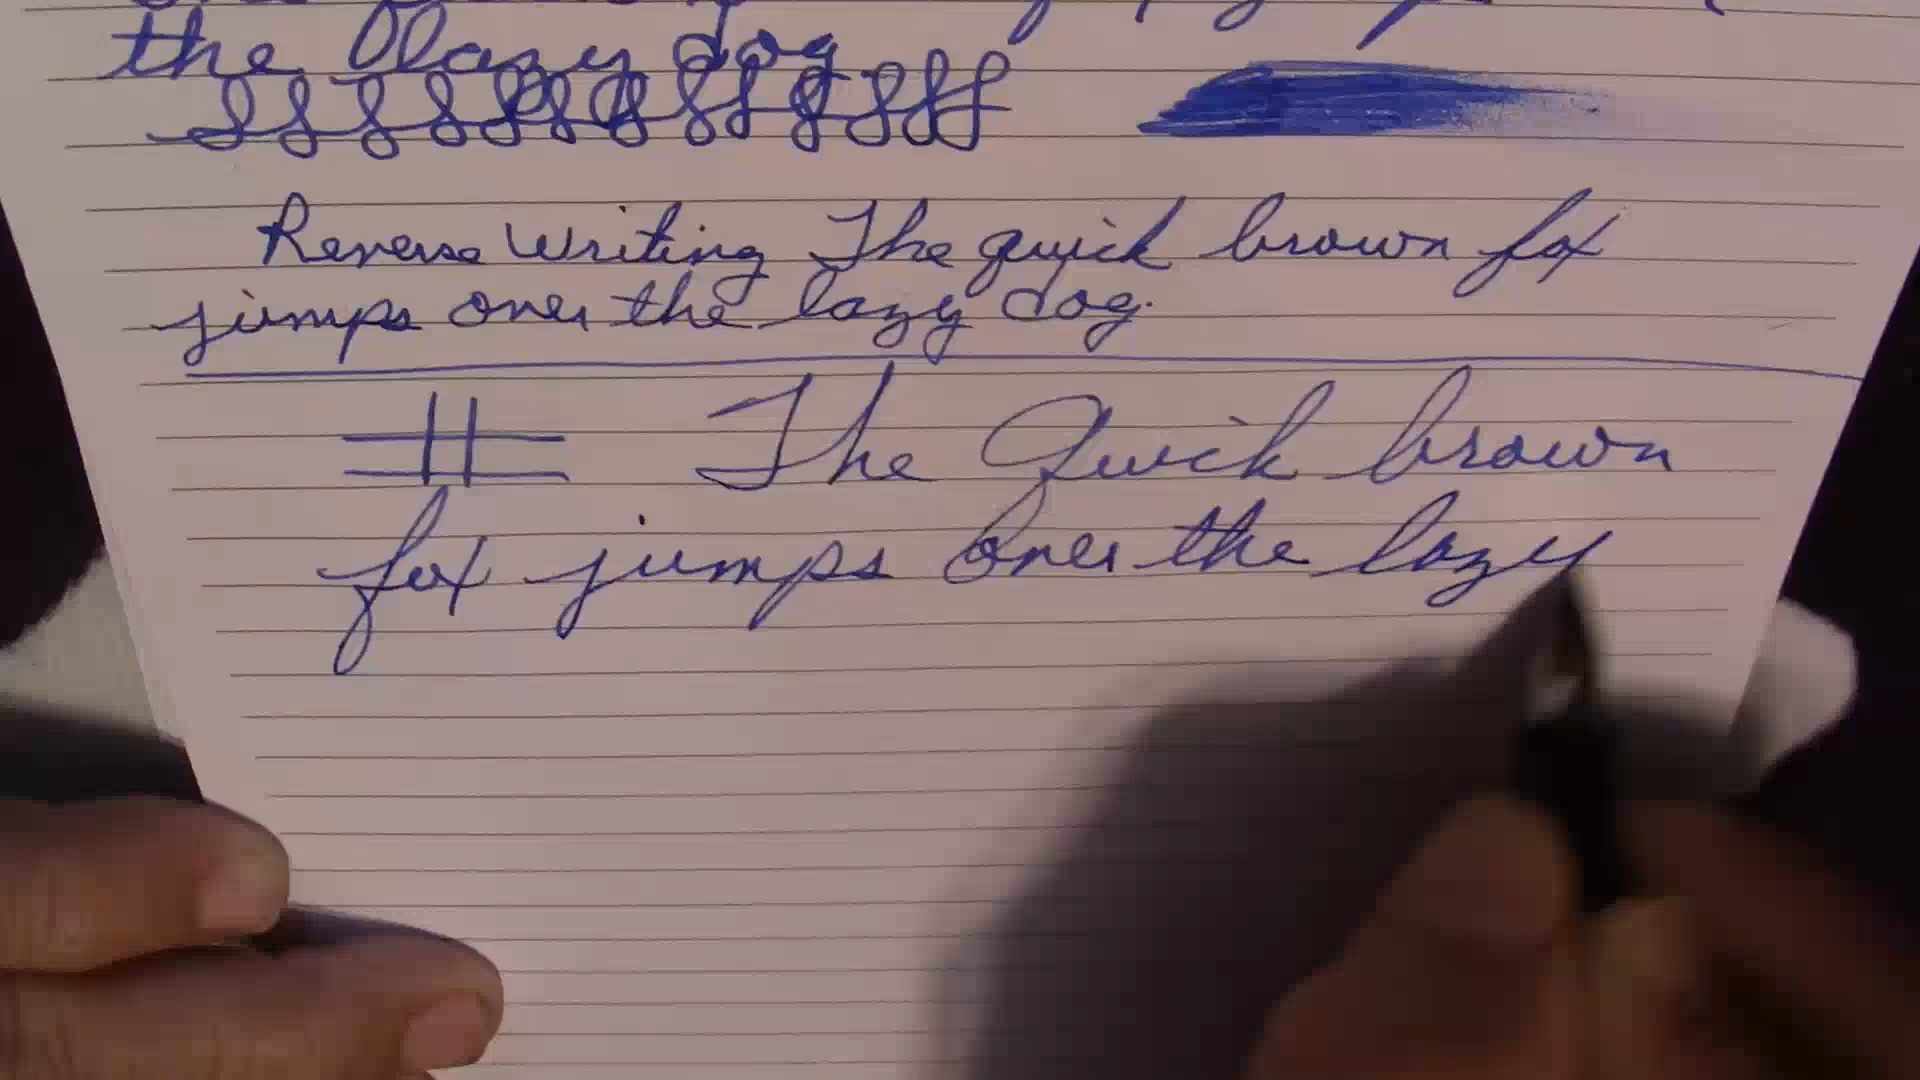 the lazy dog
Reverse Writing The quick brown fox
jumps over the lazy dog.
# The Quick brown
fox jumps over the lazy